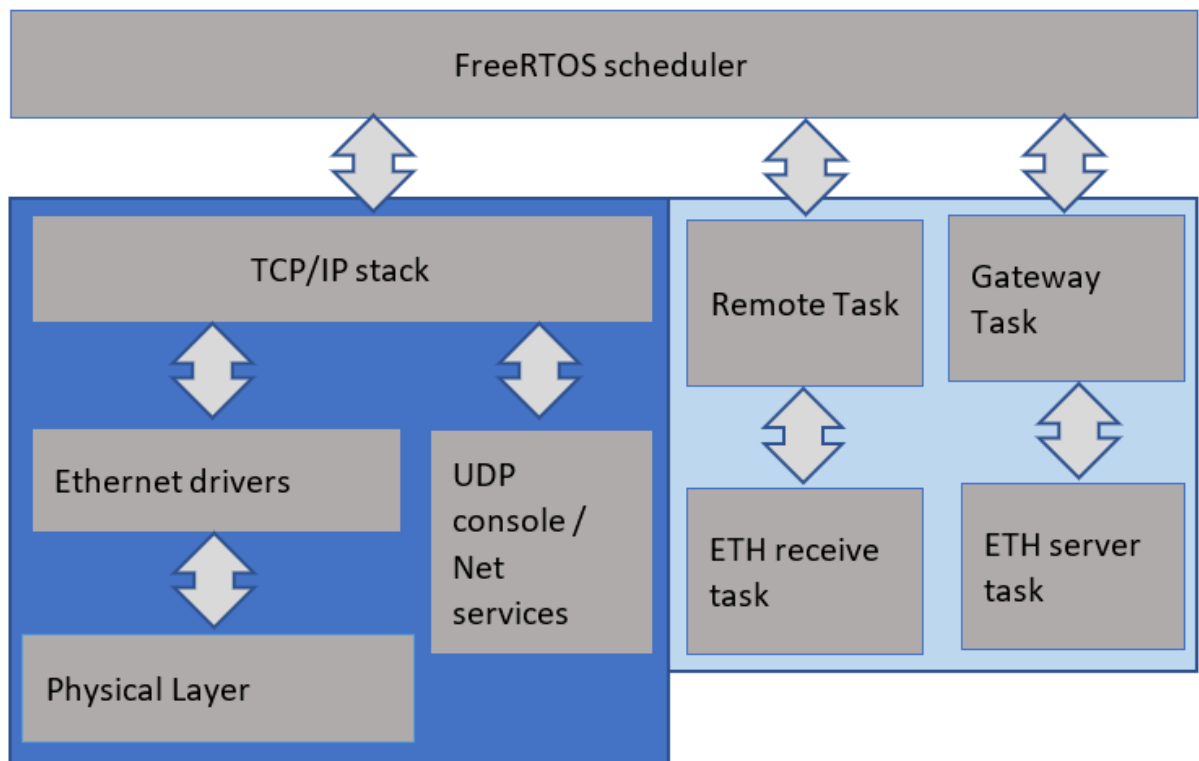 FreeRTOS scheduler
TCP/IP stack
Remote Task
Gateway
Task
Ethernet drivers
UDP
console /
Net
services
ETH receive
task
ETH server
task
Physical Layer